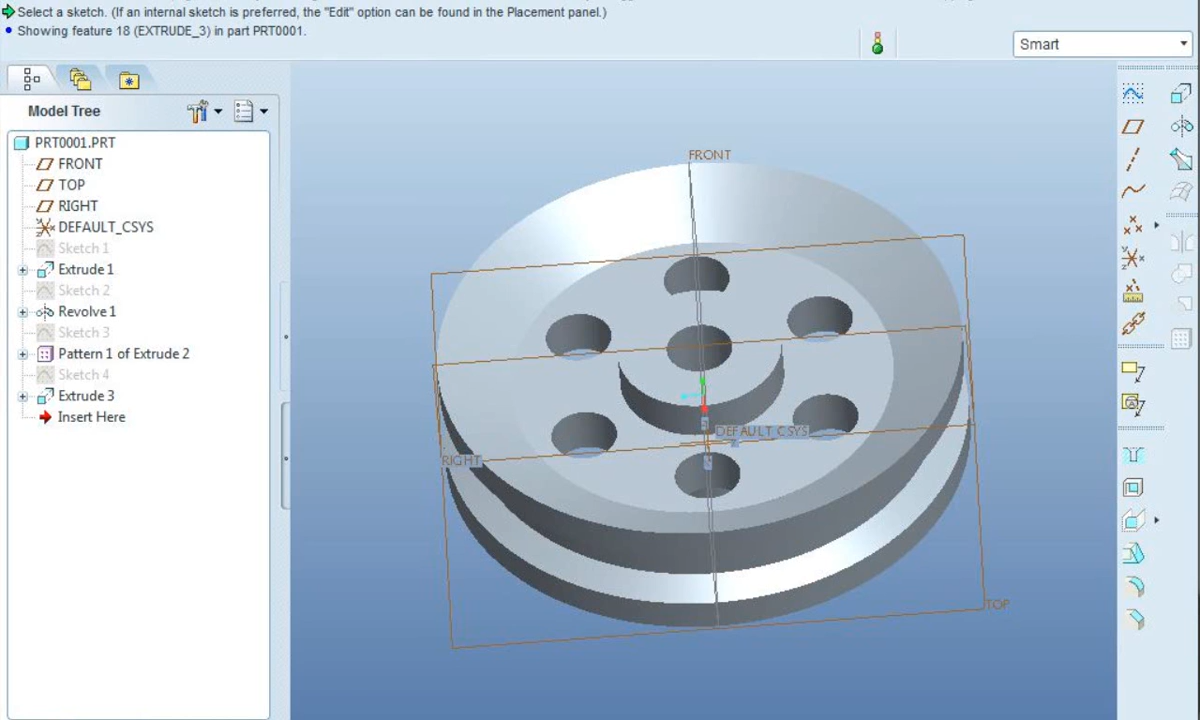 Select a sketch. (If an internal sketch is preferred, the "Edit" option can be found in the Placement panel.)
Showing feature 18 (EXTRUDE_3) in part PRT0001.
Smart
Model Tree
PRT0001.PRT
FRONT
TOP
RIGHT
DEFAULT_CSYS
Sketch 1
Extrude 1
Sketch 2
Revolve 1
Sketch 3
Pattern 1 of Extrude 2
Sketch 4
Extrude 3
Insert Here
FRONT
DEFAULT CSYS
RIGHT
TOP